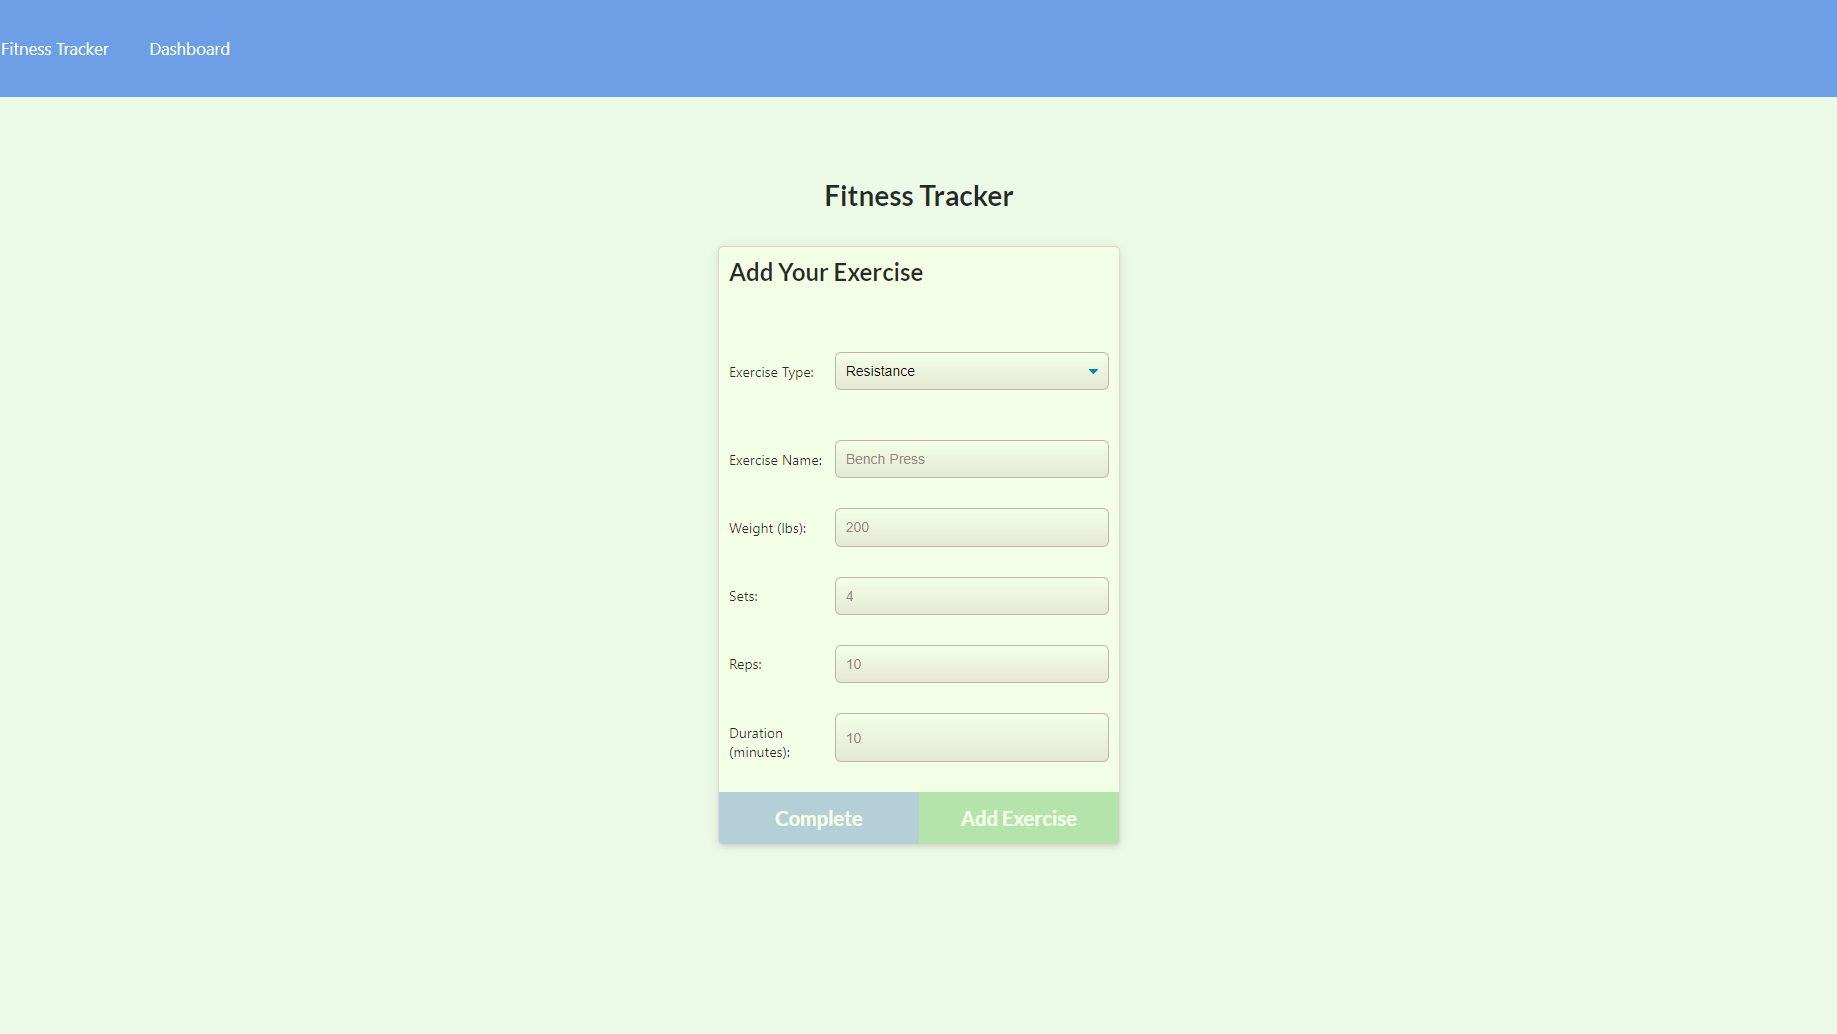 Fitness Tracker Dashboard
Fitness Tracker
Add Your Exercise
Exercise Type: Resistance
Exercise Name: Bench Press
Weight (lbs): 200
Sets: 4
Reps: 10
Duration
(minutes): 10
Complete Add Exercise